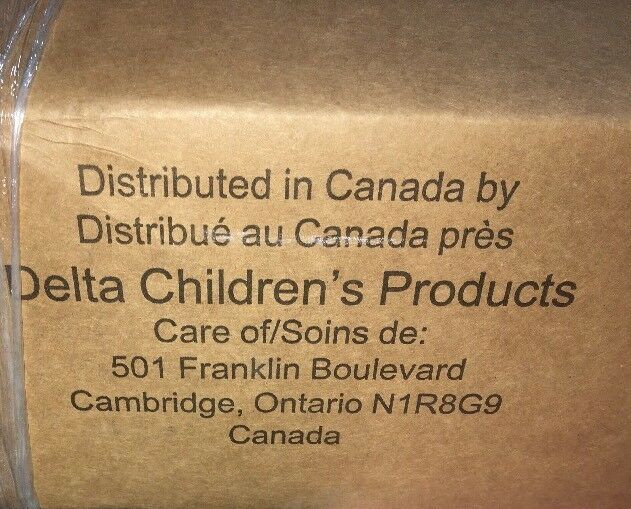 Distributed in Canada by
Distribué au Canada près
Delta Children's Products
Care of/Soins de:
501 Franklin Boulevard
Cambridge, Ontario N1R8G9
Canada